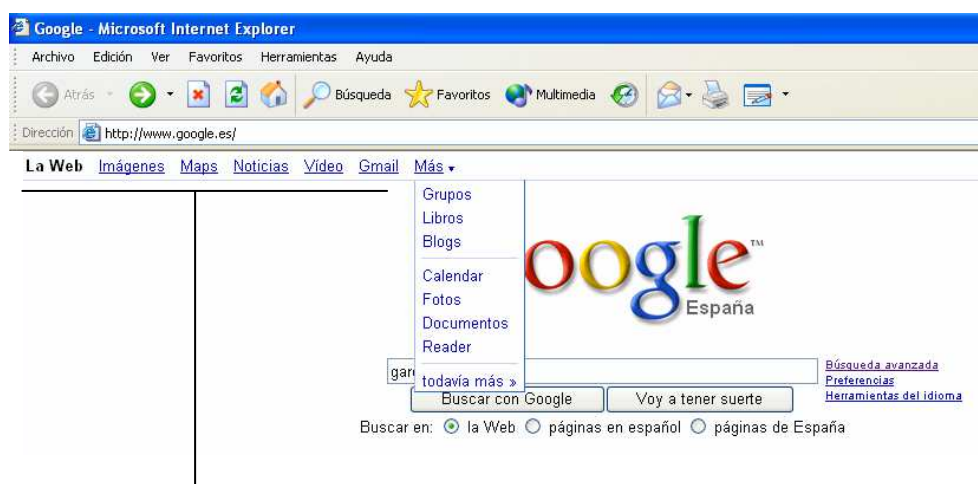 Google - Microsoft Internet Explorer
Archivo Edición Ver Favoritos Herramientas Ayuda
Atrás Búsqueda Favoritos Multimedia
Dirección http://www.google.es/
La Web Imágenes Maps Noticias Vídeo Gmail Más
Grupos
Libros
Blogs
Calendar
Fotos
Documentos
Reader
todavía más »
oogle™
España
Búsqueda avanzada
Preferencias
Herramientas del idioma
Buscar con Google Voy a tener suerte
Buscar en: la Web páginas en español páginas de España